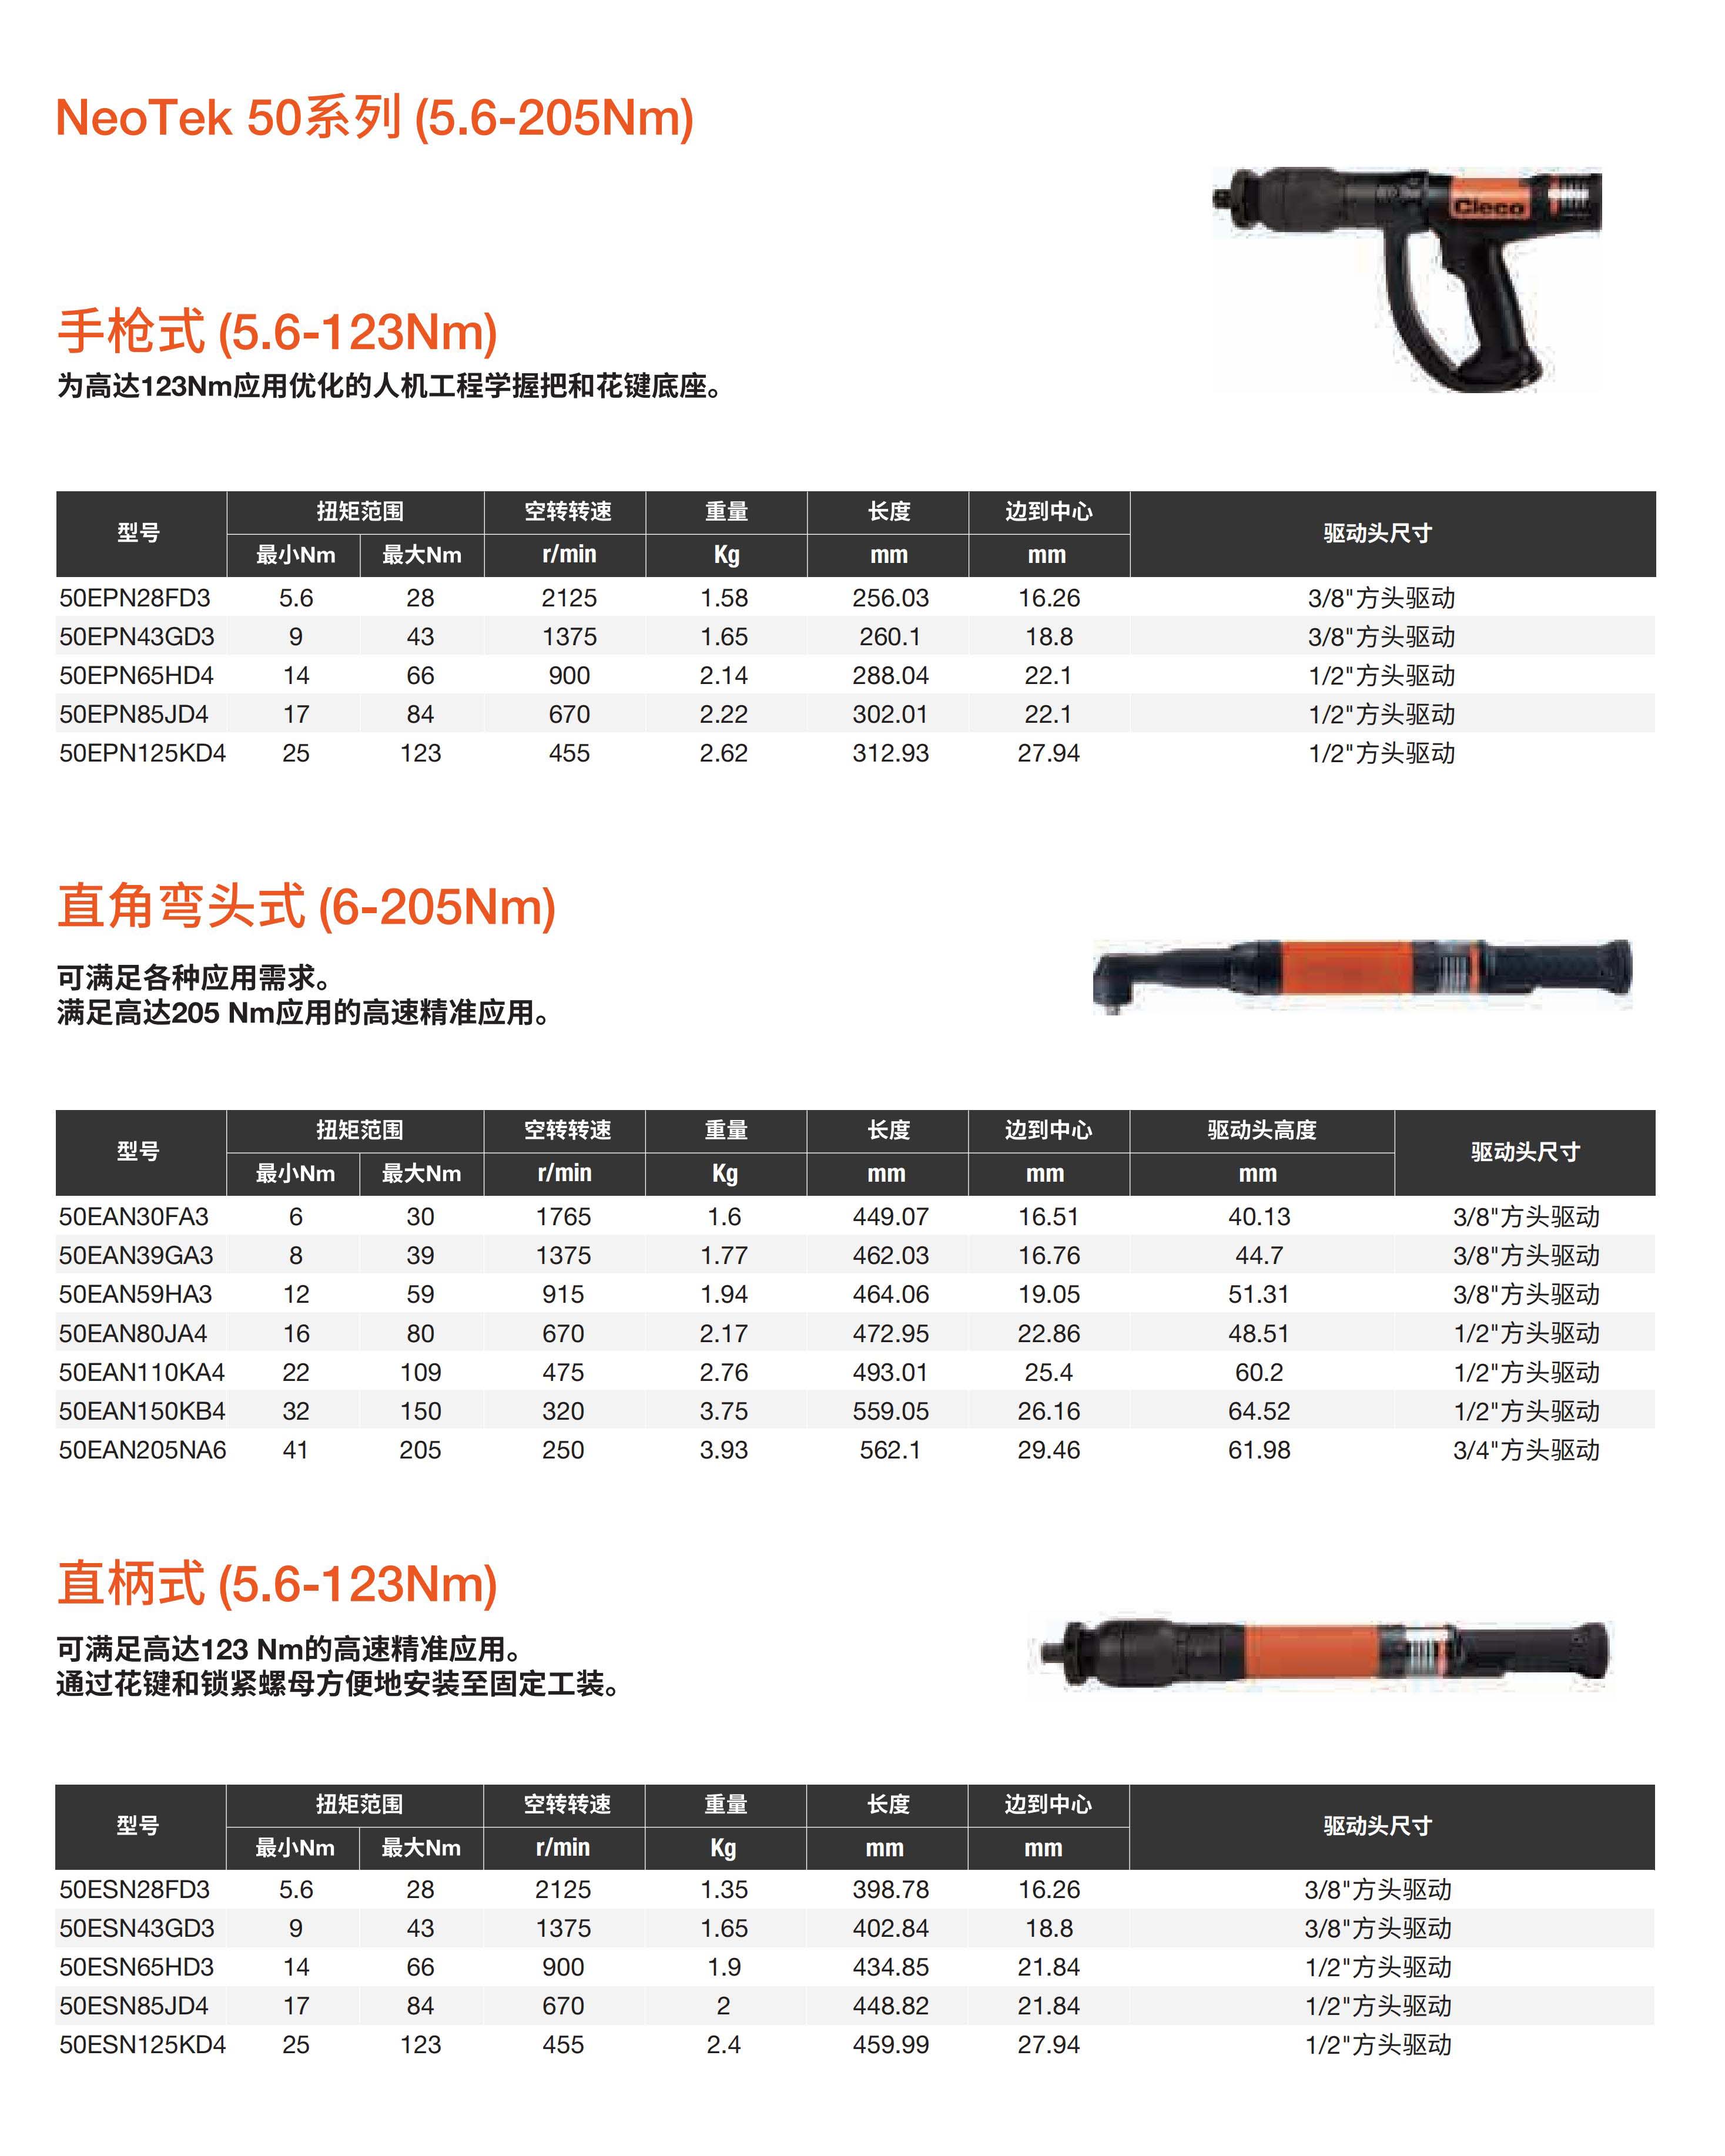 NeoTek 50系列 (5.6-205Nm)
Cleco
手枪式 (5.6-123Nm)
为高达123Nm应用优化的人机工程学握把和花键底座。
型号 扭矩范围 空转转速 重量 长度 边到中心 驱动头尺寸
最小Nm 最大Nm r/min Kg mm mm
50EPN28FD3 5.6 28 2125 1.58 256.03 16.26 3/8"方头驱动
50EPN43GD3 9 43 1375 1.65 260.1 18.8 3/8"方头驱动
50EPN65HD4 14 66 900 2.14 288.04 22.1 1/2"方头驱动
50EPN85JD4 17 84 670 2.22 302.01 22.1 1/2"方头驱动
50EPN125KD4 25 123 455 2.62 312.93 27.94 1/2"方头驱动
直角弯头式 (6-205Nm)
可满足各种应用需求。
满足高达205 Nm应用的高速精准应用。
型号 扭矩范围 空转转速 重量 长度 边到中心 驱动头高度 驱动头尺寸
最小Nm 最大Nm r/min Kg mm mm mm
50EAN30FA3 6 30 1765 1.6 449.07 16.51 40.13 3/8"方头驱动
50EAN39GA3 8 39 1375 1.77 462.03 16.76 44.7 3/8"方头驱动
50EAN59HA3 12 59 915 1.94 464.06 19.05 51.31 3/8"方头驱动
50EAN80JA4 16 80 670 2.17 472.95 22.86 48.51 1/2"方头驱动
50EAN110KA4 22 109 475 2.76 493.01 25.4 60.2 1/2"方头驱动
50EAN150KB4 32 150 320 3.75 559.05 26.16 64.52 1/2"方头驱动
50EAN205NA6 41 205 250 3.93 562.1 29.46 61.98 3/4"方头驱动
直柄式 (5.6-123Nm)
可满足高达123 Nm的高速精准应用。
通过花键和锁紧螺母方便地安装至固定工装。
型号 扭矩范围 空转转速 重量 长度 边到中心 驱动头尺寸
最小Nm 最大Nm r/min Kg mm mm
50ESN28FD3 5.6 28 2125 1.35 398.78 16.26 3/8"方头驱动
50ESN43GD3 9 43 1375 1.65 402.84 18.8 3/8"方头驱动
50ESN65HD3 14 66 900 1.9 434.85 21.84 1/2"方头驱动
50ESN85JD4 17 84 670 2 448.82 21.84 1/2"方头驱动
50ESN125KD4 25 123 455 2.4 459.99 27.94 1/2"方头驱动